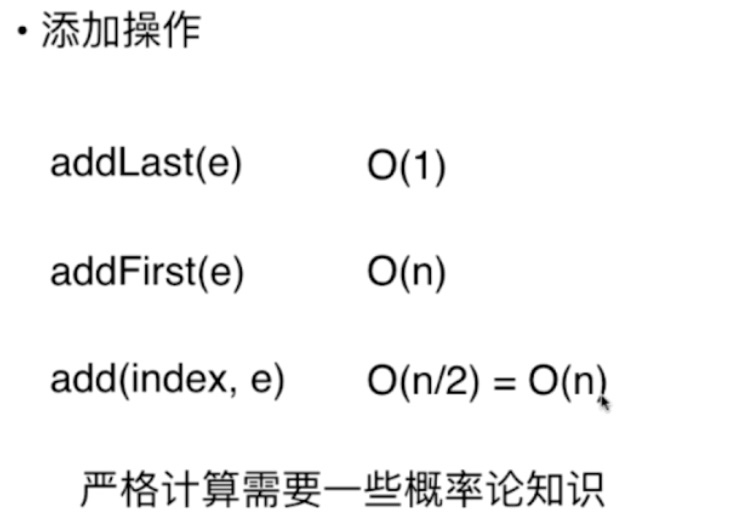 • 添加操作
addLast(e) O(1)
addFirst(e) O(n)
add(index, e) O(n/2) = O(n)
严格计算需要一些概率论知识